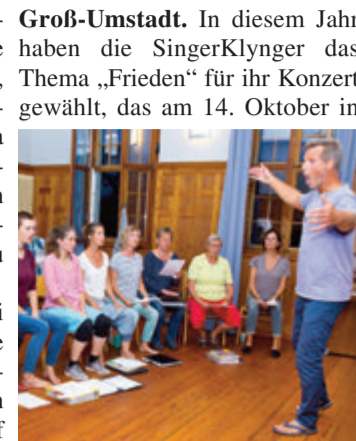 Groß-Umstadt. In diesem Jahr
haben die SingerKlynger das
Thema „Frieden“ für ihr Konzert
gewählt, das am 14. Oktober in